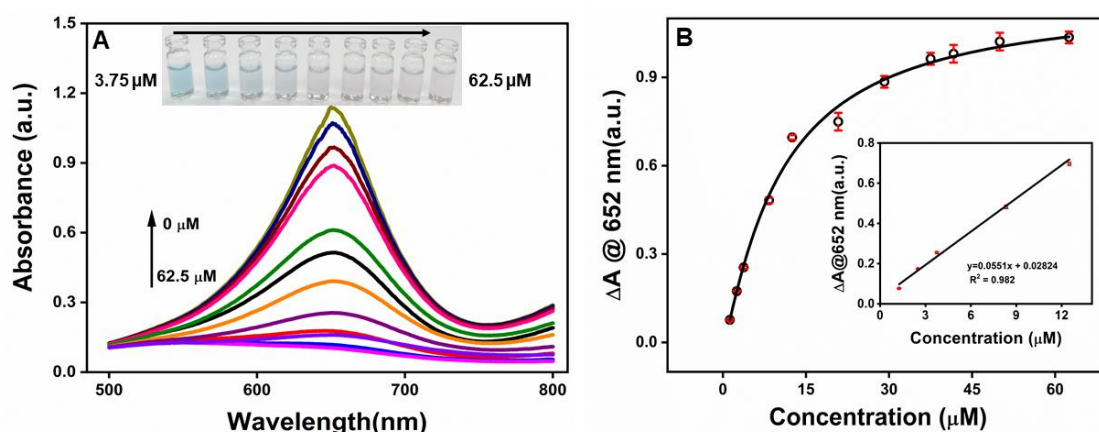 A
3.75 µM
62.5 µM
0 µM
62.5 µM
Absorbance (a.u.)
1.5
1.2
0.9
0.6
0.3
0.0
500
600
700
800
Wavelength(nm)
B
ΔA @ 652 nm(a.u.)
0.9
0.6
0.3
0.0
0
15
30
45
60
Concentration (µM)
ΔA@652 nm(a.u.)
0.8
0.6
0.4
0.2
0.0
y=0.0551x + 0.02824
R² = 0.982
0
3
6
9
12
Concentration (µM)